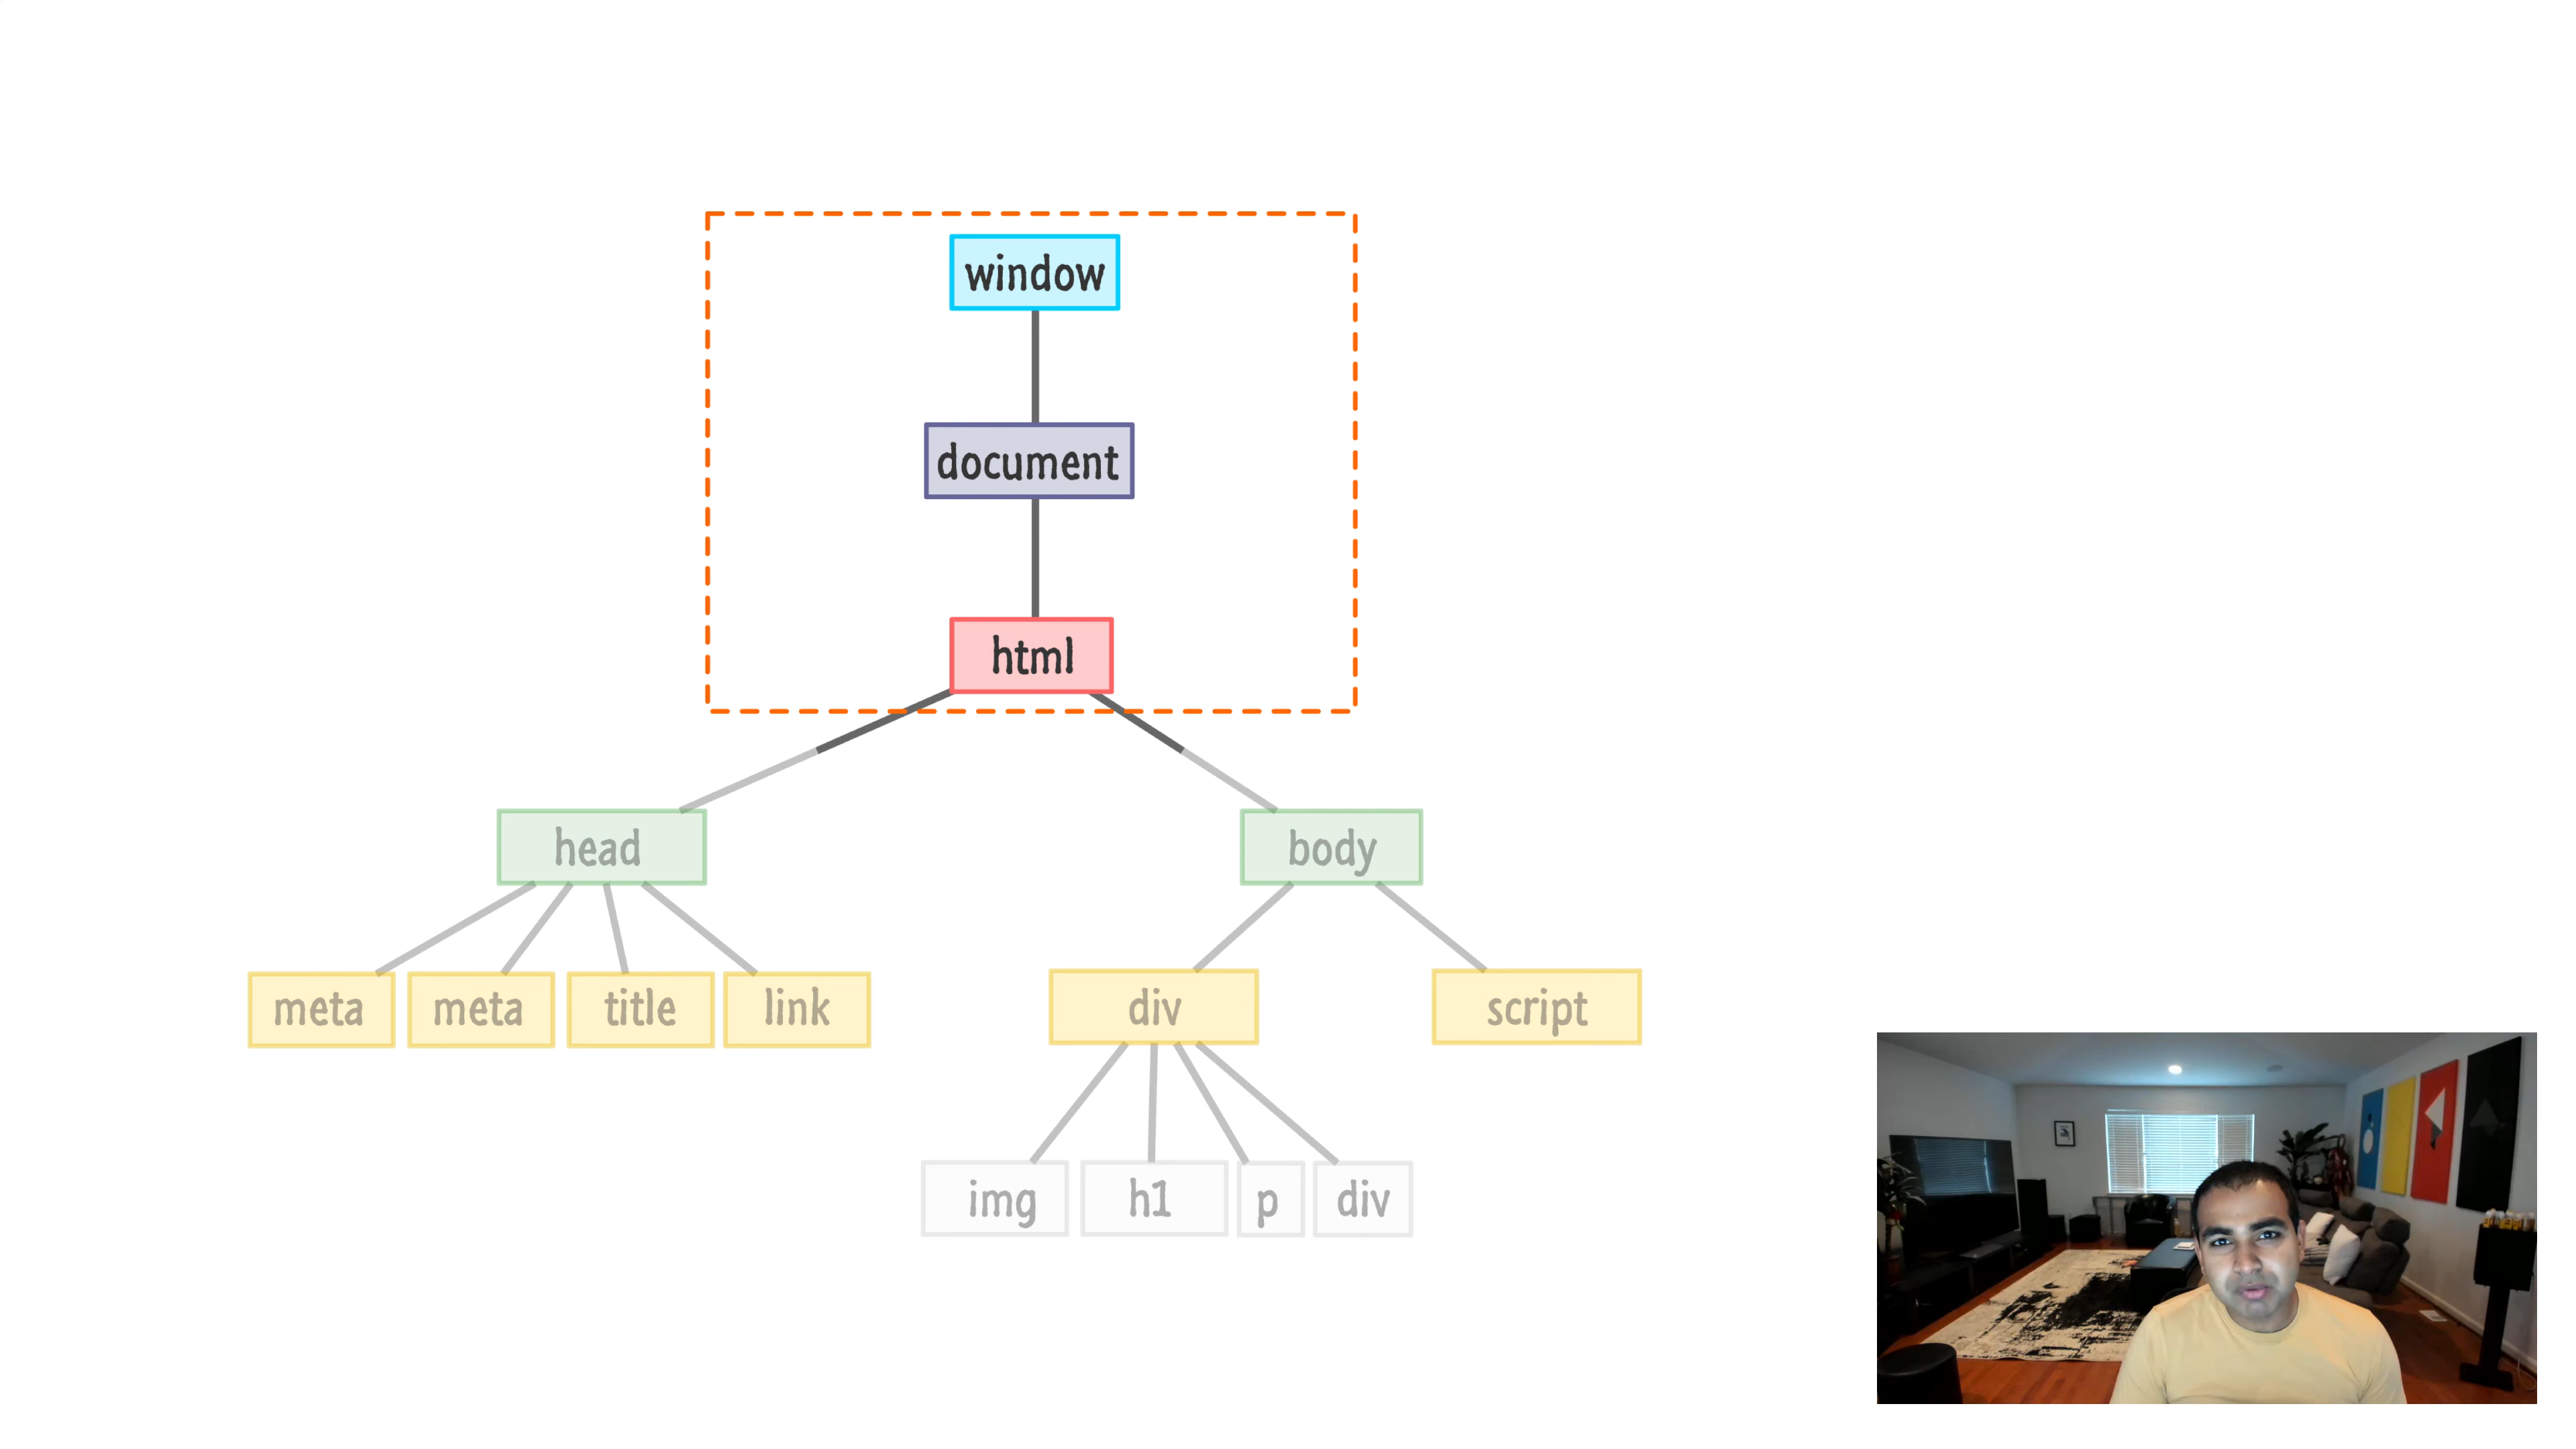 window
document
html
head
body
meta
meta
title
link
div
script
img
h1
p
div